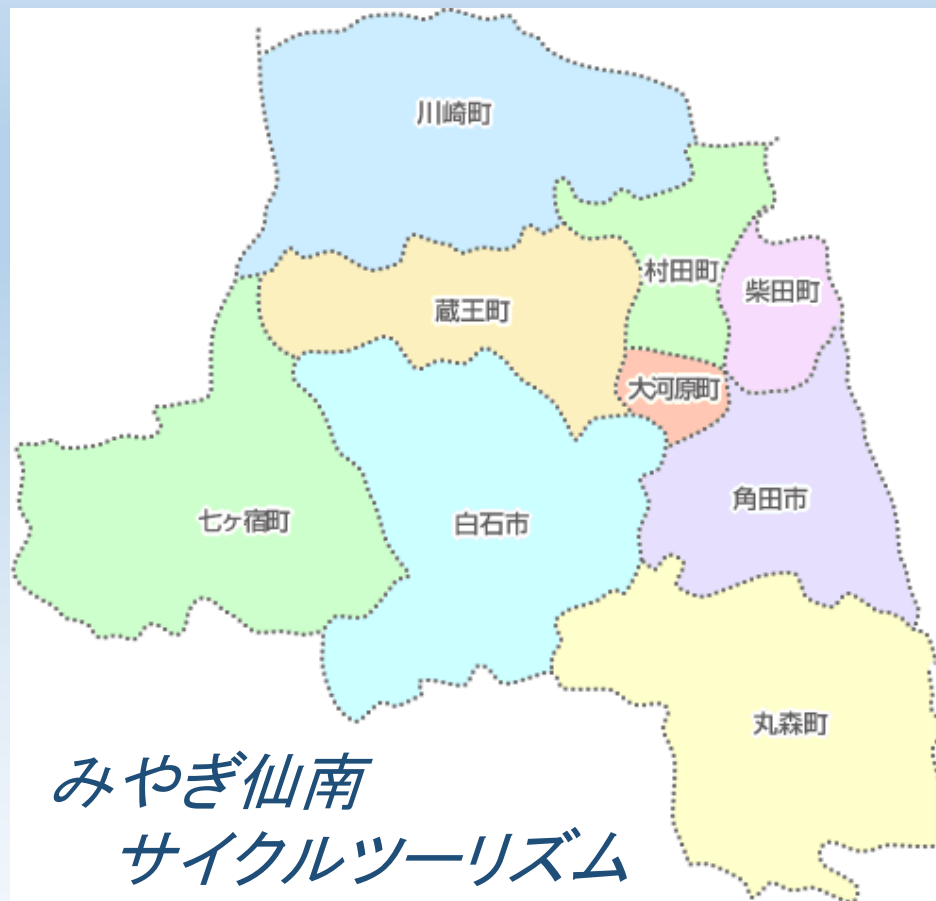 川崎町
村田町
柴田町
蔵王町
大河原町
七ヶ宿町
白石市
角田市
丸森町
みやぎ仙南
サイクルツーリズム